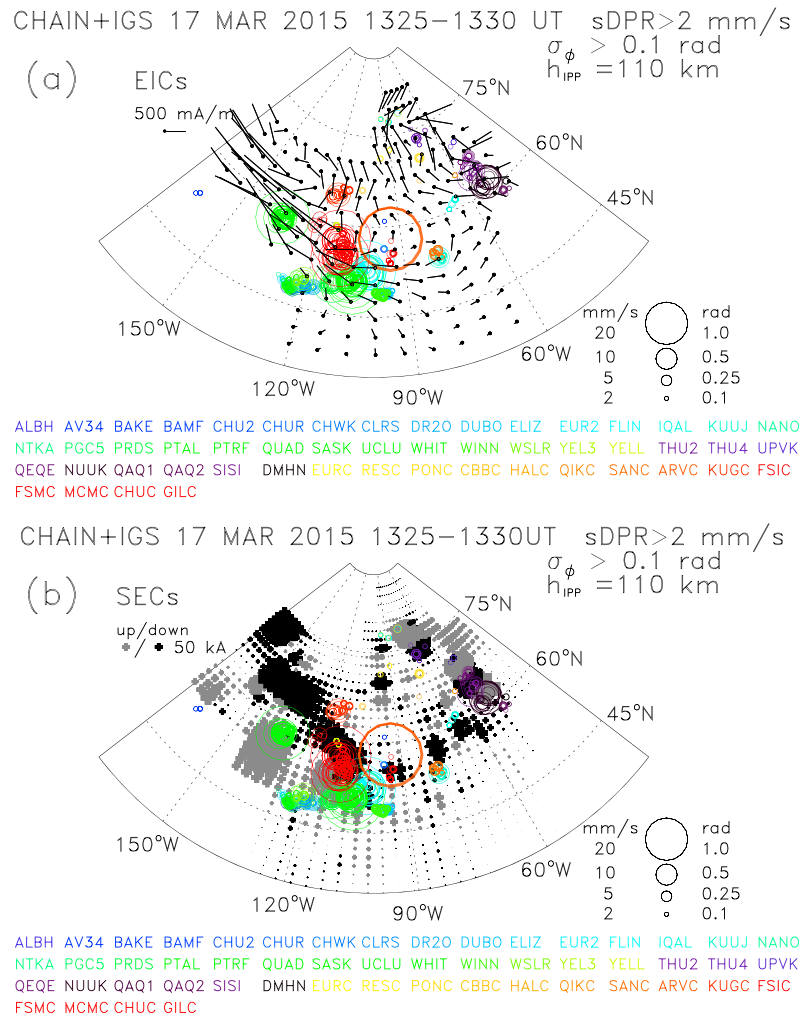 CHAIN+IGS 17 MAR 2015 1325-1330 UT sDPR>2 mm/s
σφ > 0.1 rad
(a) EICs hIPP =110 km
75°N
500 mA/m
60°N
45°N
150°W
mm/s rad
20 1.0
60°W 10 0.5
120°W 5 0.25
90°W 2 0.1
ALBH AV34 BAKE BAMF CHU2 CHUR CHWK CLRS DR2O DUBO ELIZ EUR2 FLIN IQAL KUUJ NANO
NTKA PGC5 PRDS PTAL PTRF QUAD SASK UCLU WHIT WINN WSLR YEL3 YELL THU2 THU4 UPVK
QEQE NUUK QAQ1 QAQ2 SISI DMHN EURC RESC PONC CBBC HALC QIKC SANC ARVC KUGC FSIC
FSMC MCMC CHUC GILC
CHAIN+IGS 17 MAR 2015 1325-1330UT sDPR>2 mm/s
σφ > 0.1 rad
(b) SECs hIPP =110 km
75°N
up/down
/ 50 kA
60°N
45°N
150°W
mm/s rad
20 1.0
60°W 10 0.5
120°W 5 0.25
90°W 2 0.1
ALBH AV34 BAKE BAMF CHU2 CHUR CHWK CLRS DR2O DUBO ELIZ EUR2 FLIN IQAL KUUJ NANO
NTKA PGC5 PRDS PTAL PTRF QUAD SASK UCLU WHIT WINN WSLR YEL3 YELL THU2 THU4 UPVK
QEQE NUUK QAQ1 QAQ2 SISI DMHN EURC RESC PONC CBBC HALC QIKC SANC ARVC KUGC FSIC
FSMC MCMC CHUC GILC